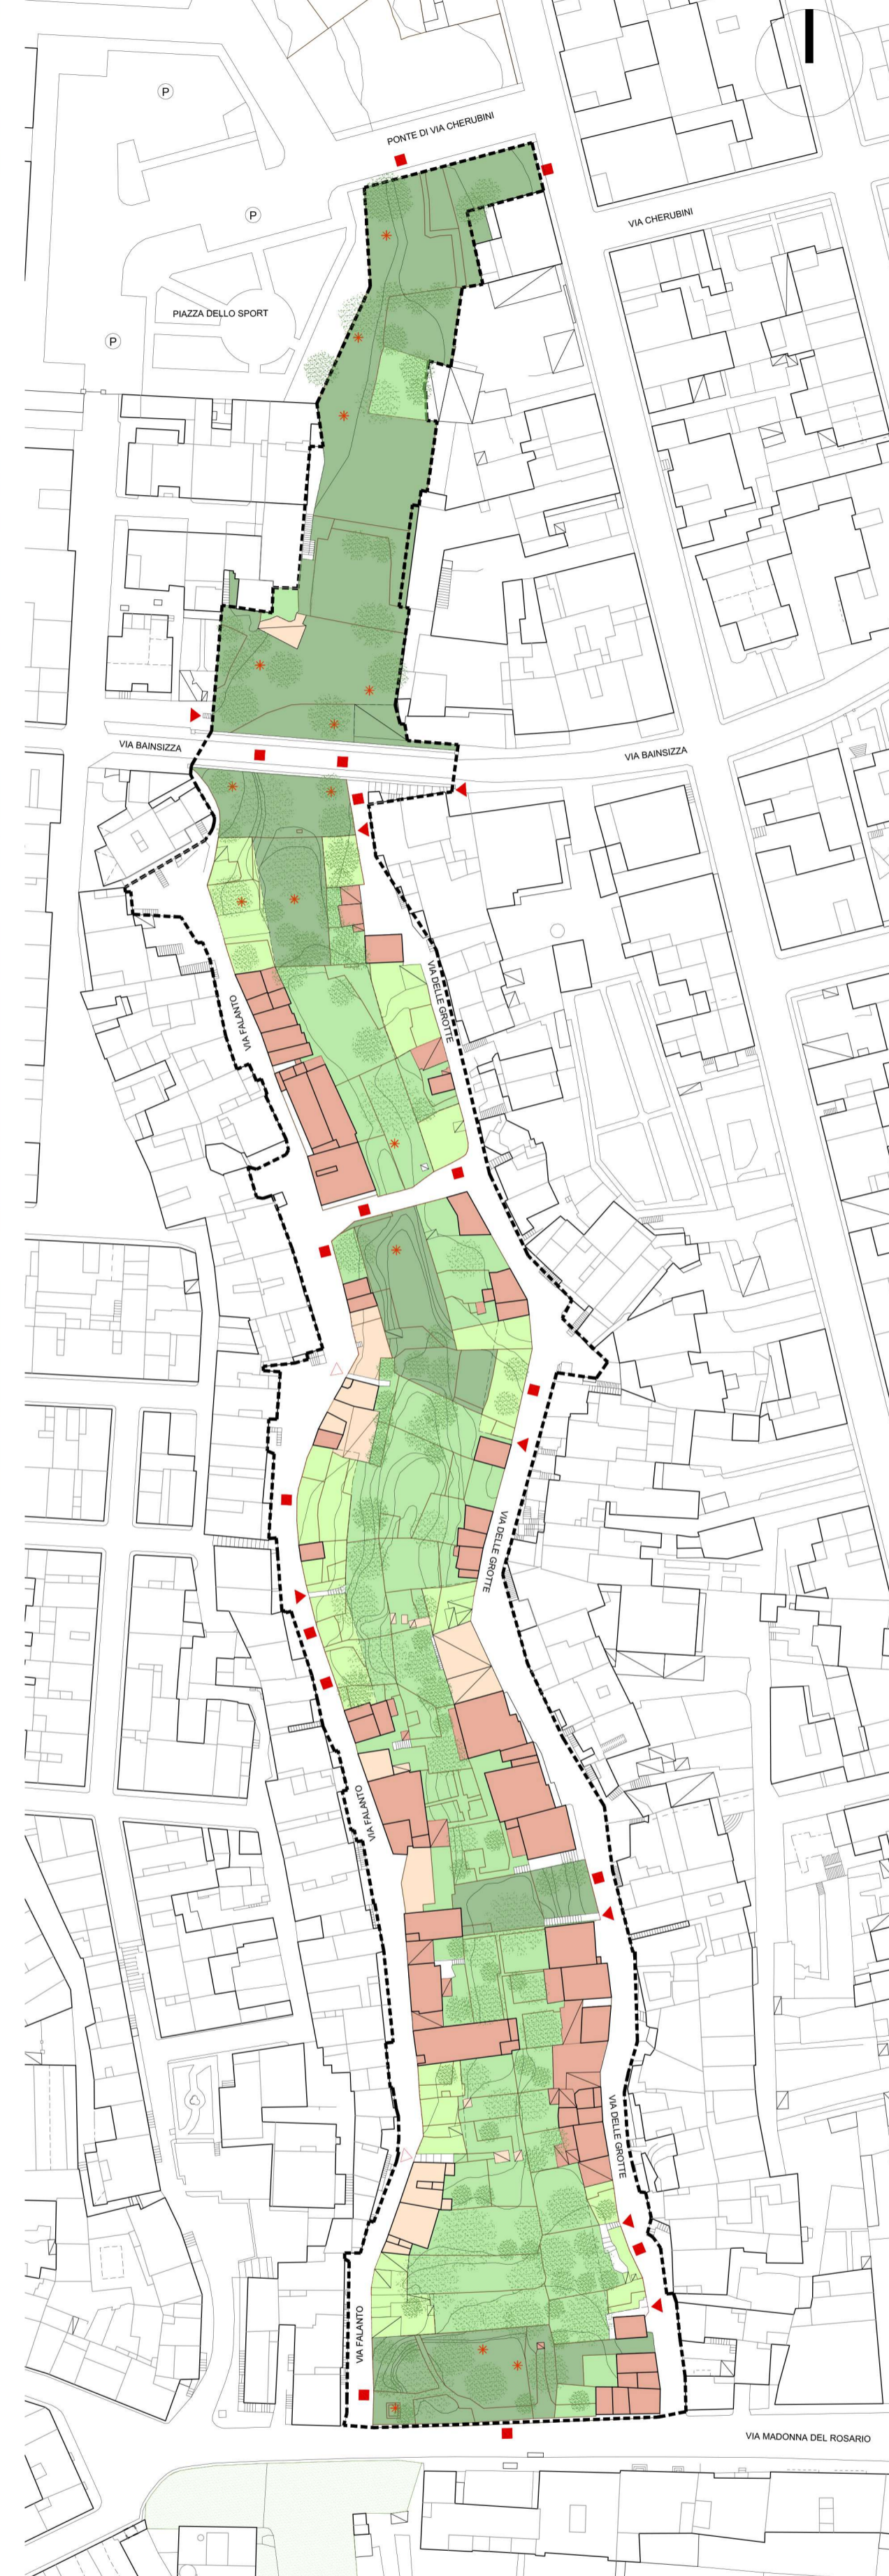 P
PONTE DI VIA CHERUBINI
P
VIA CHERUBINI
PIAZZA DELLO SPORT
P
VIA BAINSIZZA
VIA BAINSIZZA
VIA FALANTO
VIA DELLE GROTTE
VIA DELLE GROTTE
VIA FALANTO
VIA DELLE GROTTE
VIA FALANTO
VIA MADONNA DEL ROSARIO